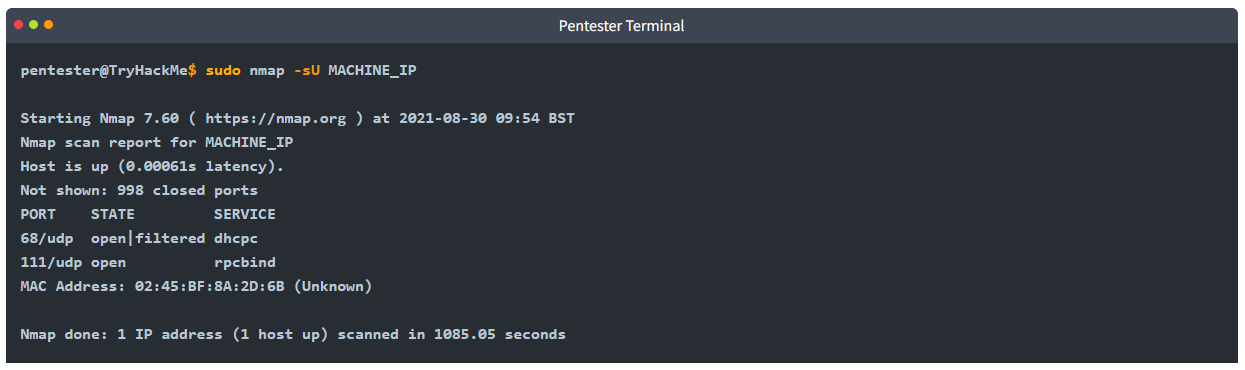 Pentester Terminal
pentester@TryHackMe$ sudo nmap -sU MACHINE_IP
Starting Nmap 7.60 ( https://nmap.org ) at 2021-08-30 09:54 BST
Nmap scan report for MACHINE_IP
Host is up (0.00061s latency).
Not shown: 998 closed ports
PORT    STATE         SERVICE
68/udp  open|filtered dhcpc
111/udp open          rpcbind
MAC Address: 02:45:BF:8A:2D:6B (Unknown)
Nmap done: 1 IP address (1 host up) scanned in 1085.05 seconds